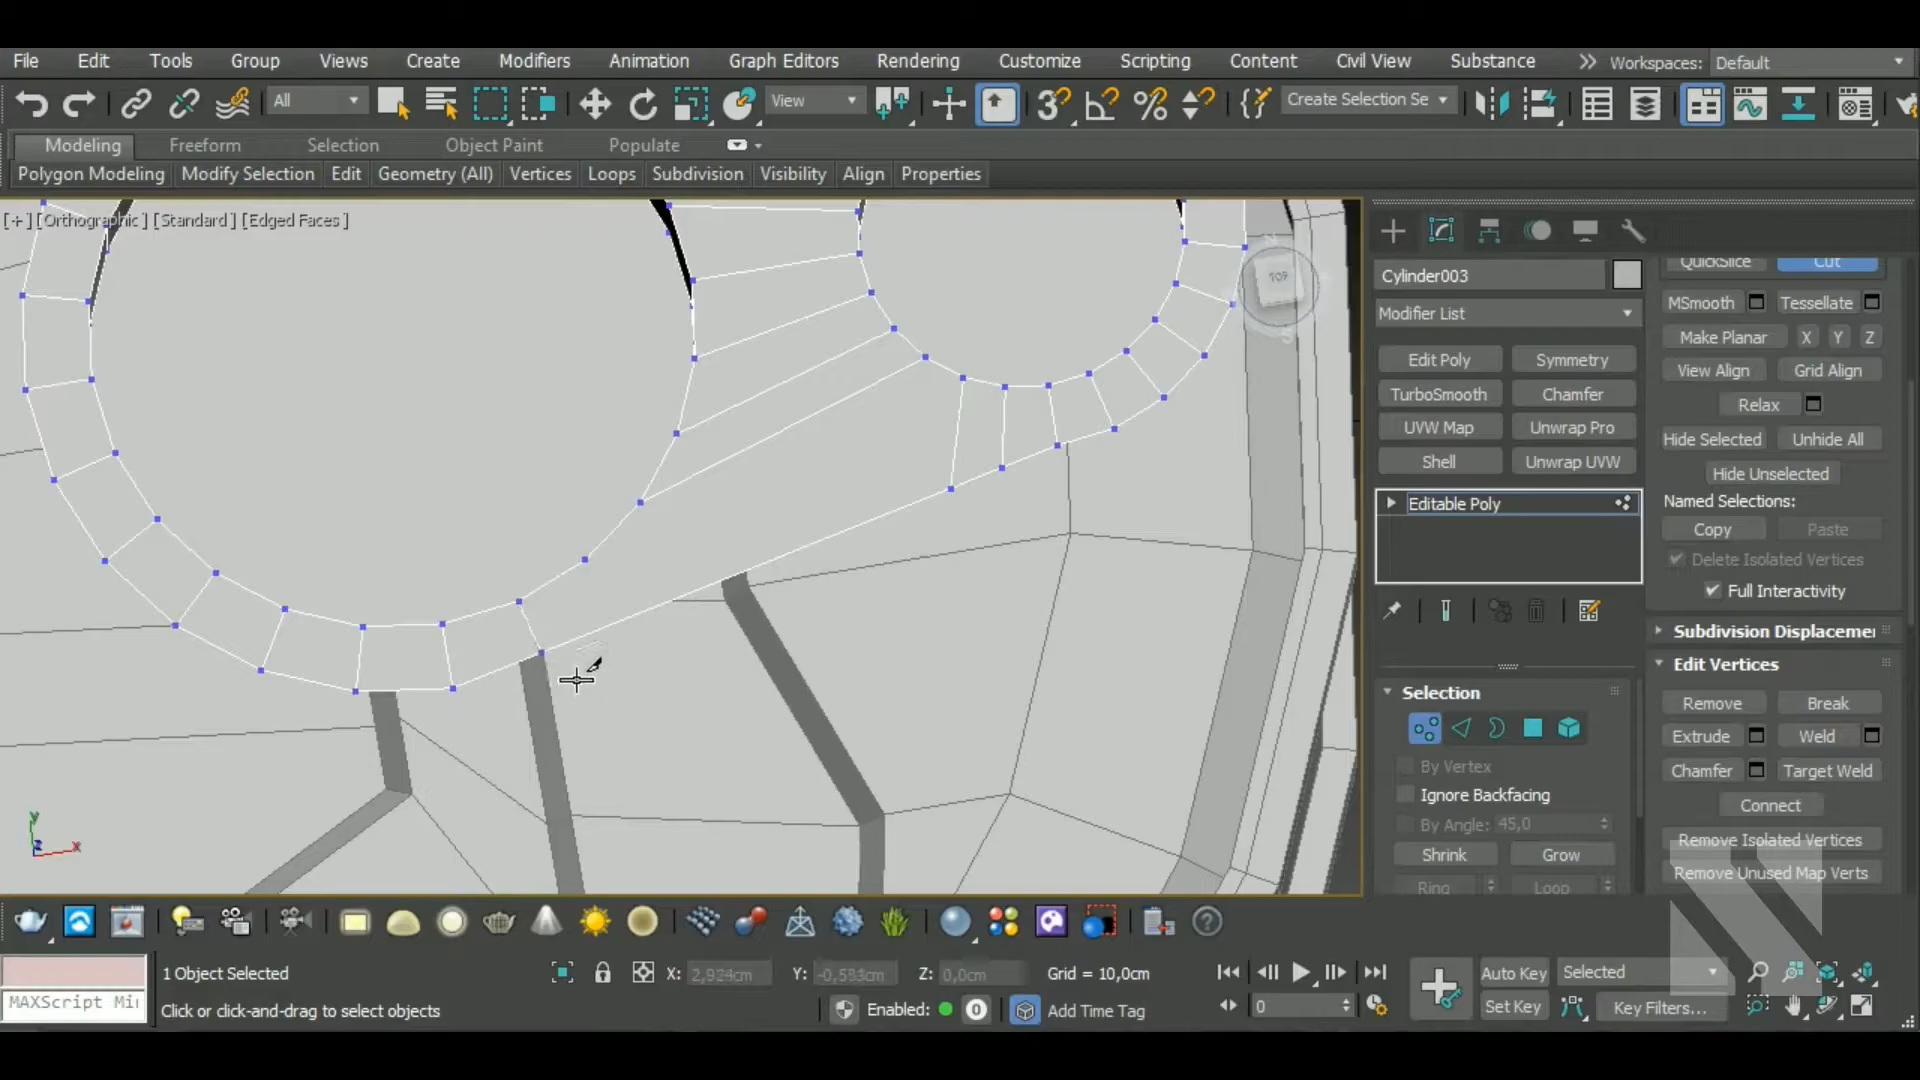 File Edit Tools Group Views Create Modifiers Animation Graph Editors Rendering Customize Scripting Content Civil View Substance Workspaces: Default
All View 3 Create Selection Se
Modeling Freeform Selection Object Paint Populate
Polygon Modeling Modify Selection Edit Geometry (All) Vertices Loops Subdivision Visibility Align Properties
[+] [Orthographic] [Standard] [Edged Faces]
TOP
Cylinder003
Modifier List
Edit Poly Symmetry
TurboSmooth Chamfer
UVW Map Unwrap Pro
Shell Unwrap UVW
Editable Poly
Selection
By Vertex
Ignore Backfacing
By Angle: 45,0
Shrink Grow
Ring Loop
QuickSlice Cut
MSmooth Tessellate
Make Planar X Y Z
View Align Grid Align
Relax
Hide Selected Unhide All
Hide Unselected
Named Selections:
Copy Paste
Delete Isolated Vertices
Full Interactivity
Subdivision Displaceme
Edit Vertices
Remove Break
Extrude Weld
Chamfer Target Weld
Connect
Remove Isolated Vertices
Remove Unused Map Verts
y
z x
1 Object Selected X: 2,924cm Y: -0,533cm Z: 0,0cm Grid = 10,0cm Auto Key Selected
MAXScript Mi Click or click-and-drag to select objects Enabled: 0 Add Time Tag 0 Set Key Key Filters...